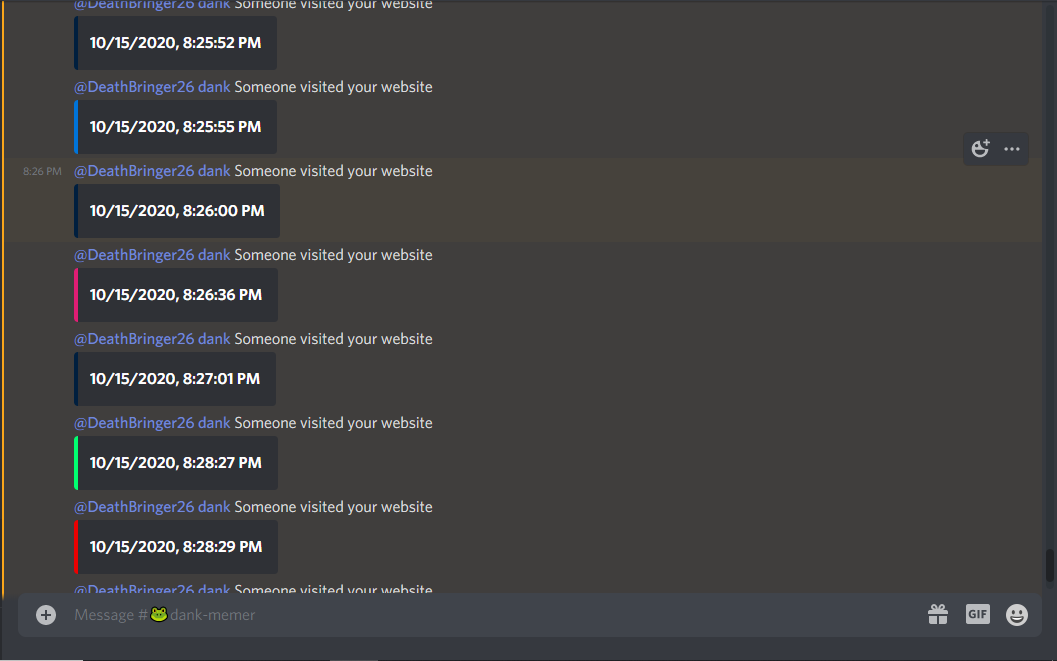 @DeathBringer26 dank Someone visited your website
10/15/2020, 8:25:52 PM
@DeathBringer26 dank Someone visited your website
10/15/2020, 8:25:55 PM
8:26 PM @DeathBringer26 dank Someone visited your website
10/15/2020, 8:26:00 PM
@DeathBringer26 dank Someone visited your website
10/15/2020, 8:26:36 PM
@DeathBringer26 dank Someone visited your website
10/15/2020, 8:27:01 PM
@DeathBringer26 dank Someone visited your website
10/15/2020, 8:28:27 PM
@DeathBringer26 dank Someone visited your website
10/15/2020, 8:28:29 PM
@DeathBringer26 dank Someone visited your website
Message #🐸dank-memer
GIF